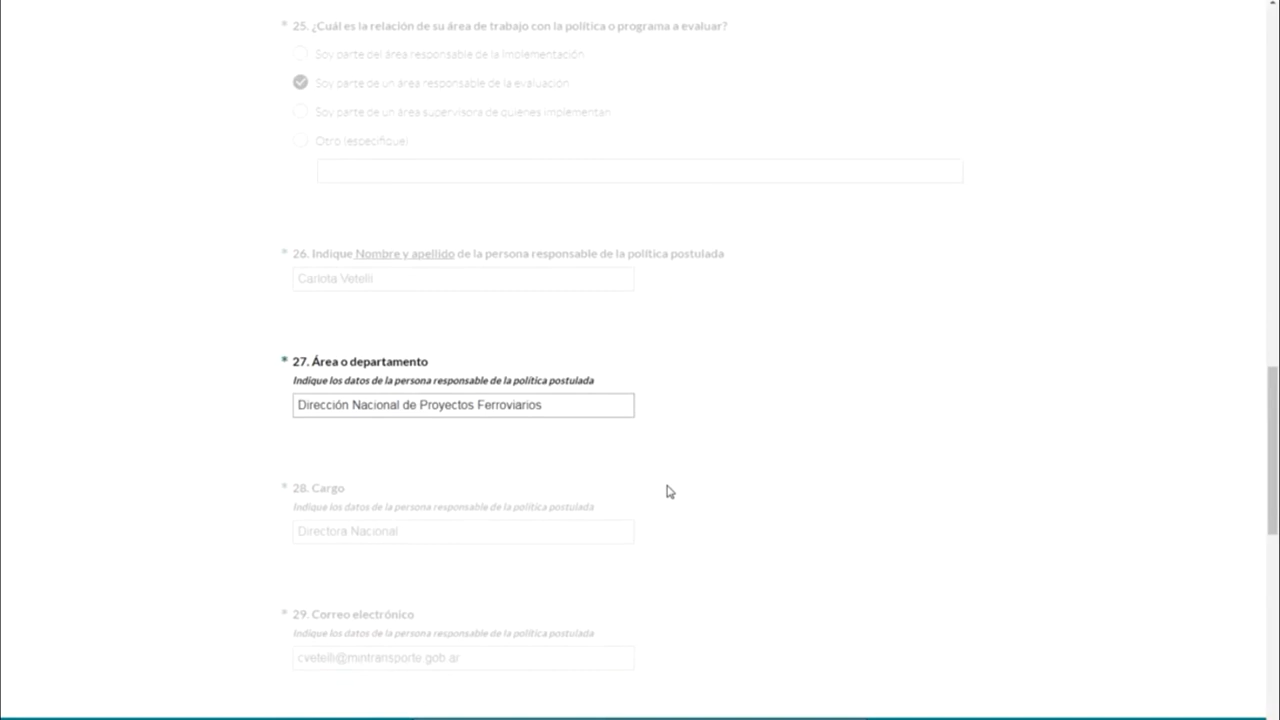 * 25. ¿Cuál es la relación de su área de trabajo con la política o programa a evaluar?
Soy parte del área responsable de la implementación
Soy parte de un área responsable de la evaluación
Soy parte de un área supervisora de quienes implementan
Otro (especifique)
* 26. Indique Nombre y apellido de la persona responsable de la política postulada
Carlota Vetelli
* 27. Área o departamento
Indique los datos de la persona responsable de la política postulada
Dirección Nacional de Proyectos Ferroviarios
* 28. Cargo
Indique los datos de la persona responsable de la política postulada
Directora Nacional
* 29. Correo electrónico
Indique los datos de la persona responsable de la política postulada
cvetelli@mintransporte.gob.ar